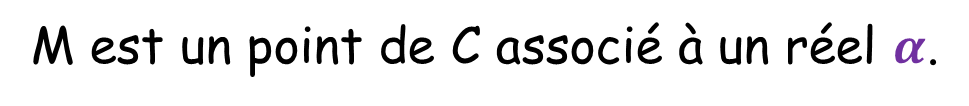 M est un point de C associé à un réel α.